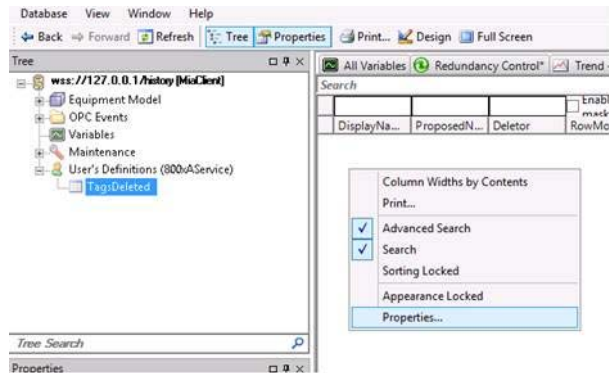 Database View Window Help
Back Forward Refresh Tree Properties Print... Design Full Screen
Tree
wss://127.0.0.1/history [MiaClient]
Equipment Model
OPC Events
Variables
Maintenance
User's Definitions (800xAService)
TagsDeleted
Tree Search
Properties
All Variables Redundancy Control* Trend -
Search
Enabl
mask
DisplayNa... ProposedN... Deletor RowMo
Column Widths by Contents
Print...
Advanced Search
Search
Sorting Locked
Appearance Locked
Properties...